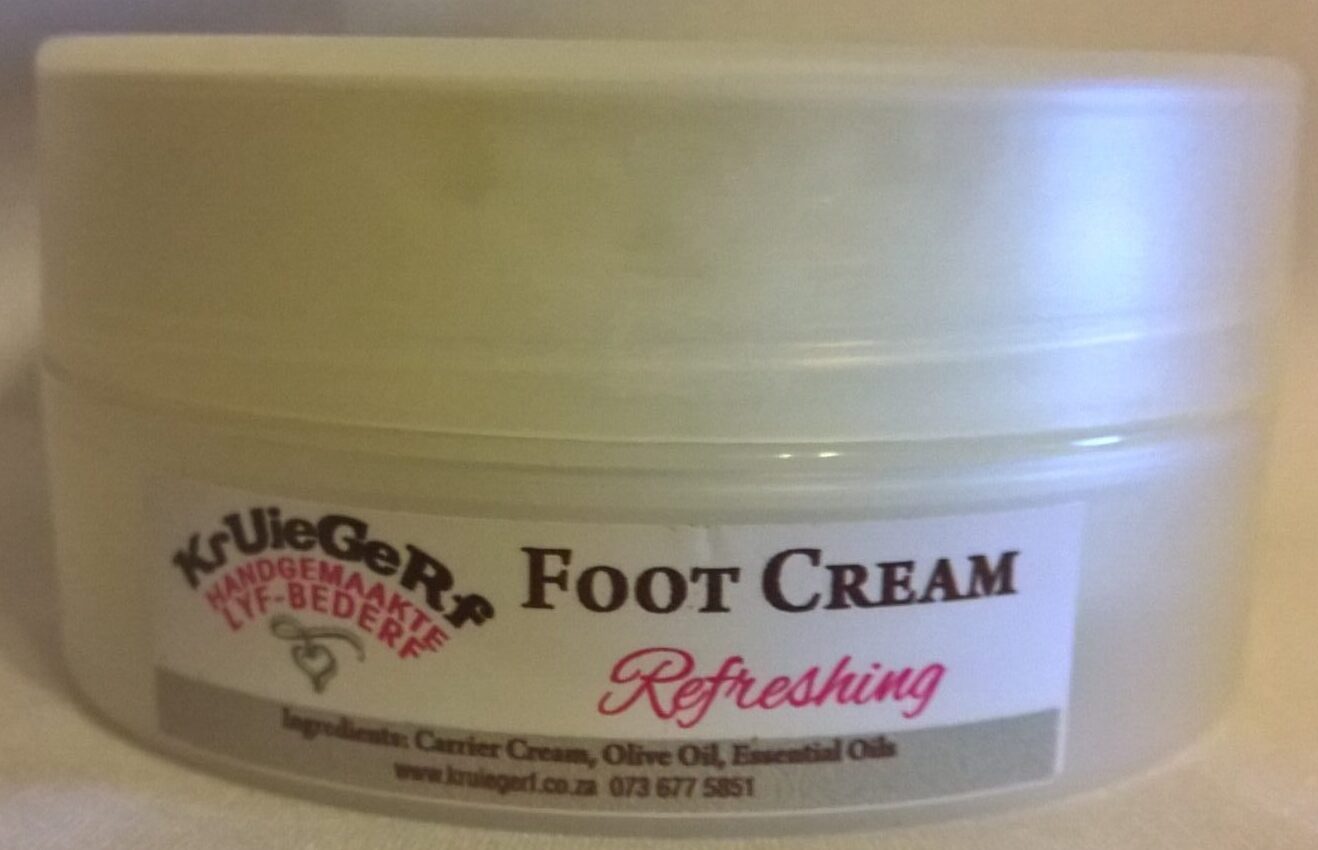 KrUieGeRf
HANDGEMAAKTE
LYF-BEDERF
FOOT CREAM
Refreshing
Ingredients: Carrier Cream, Olive Oil, Essential Oils
www.kruiegerf.co.za 073 677 5851